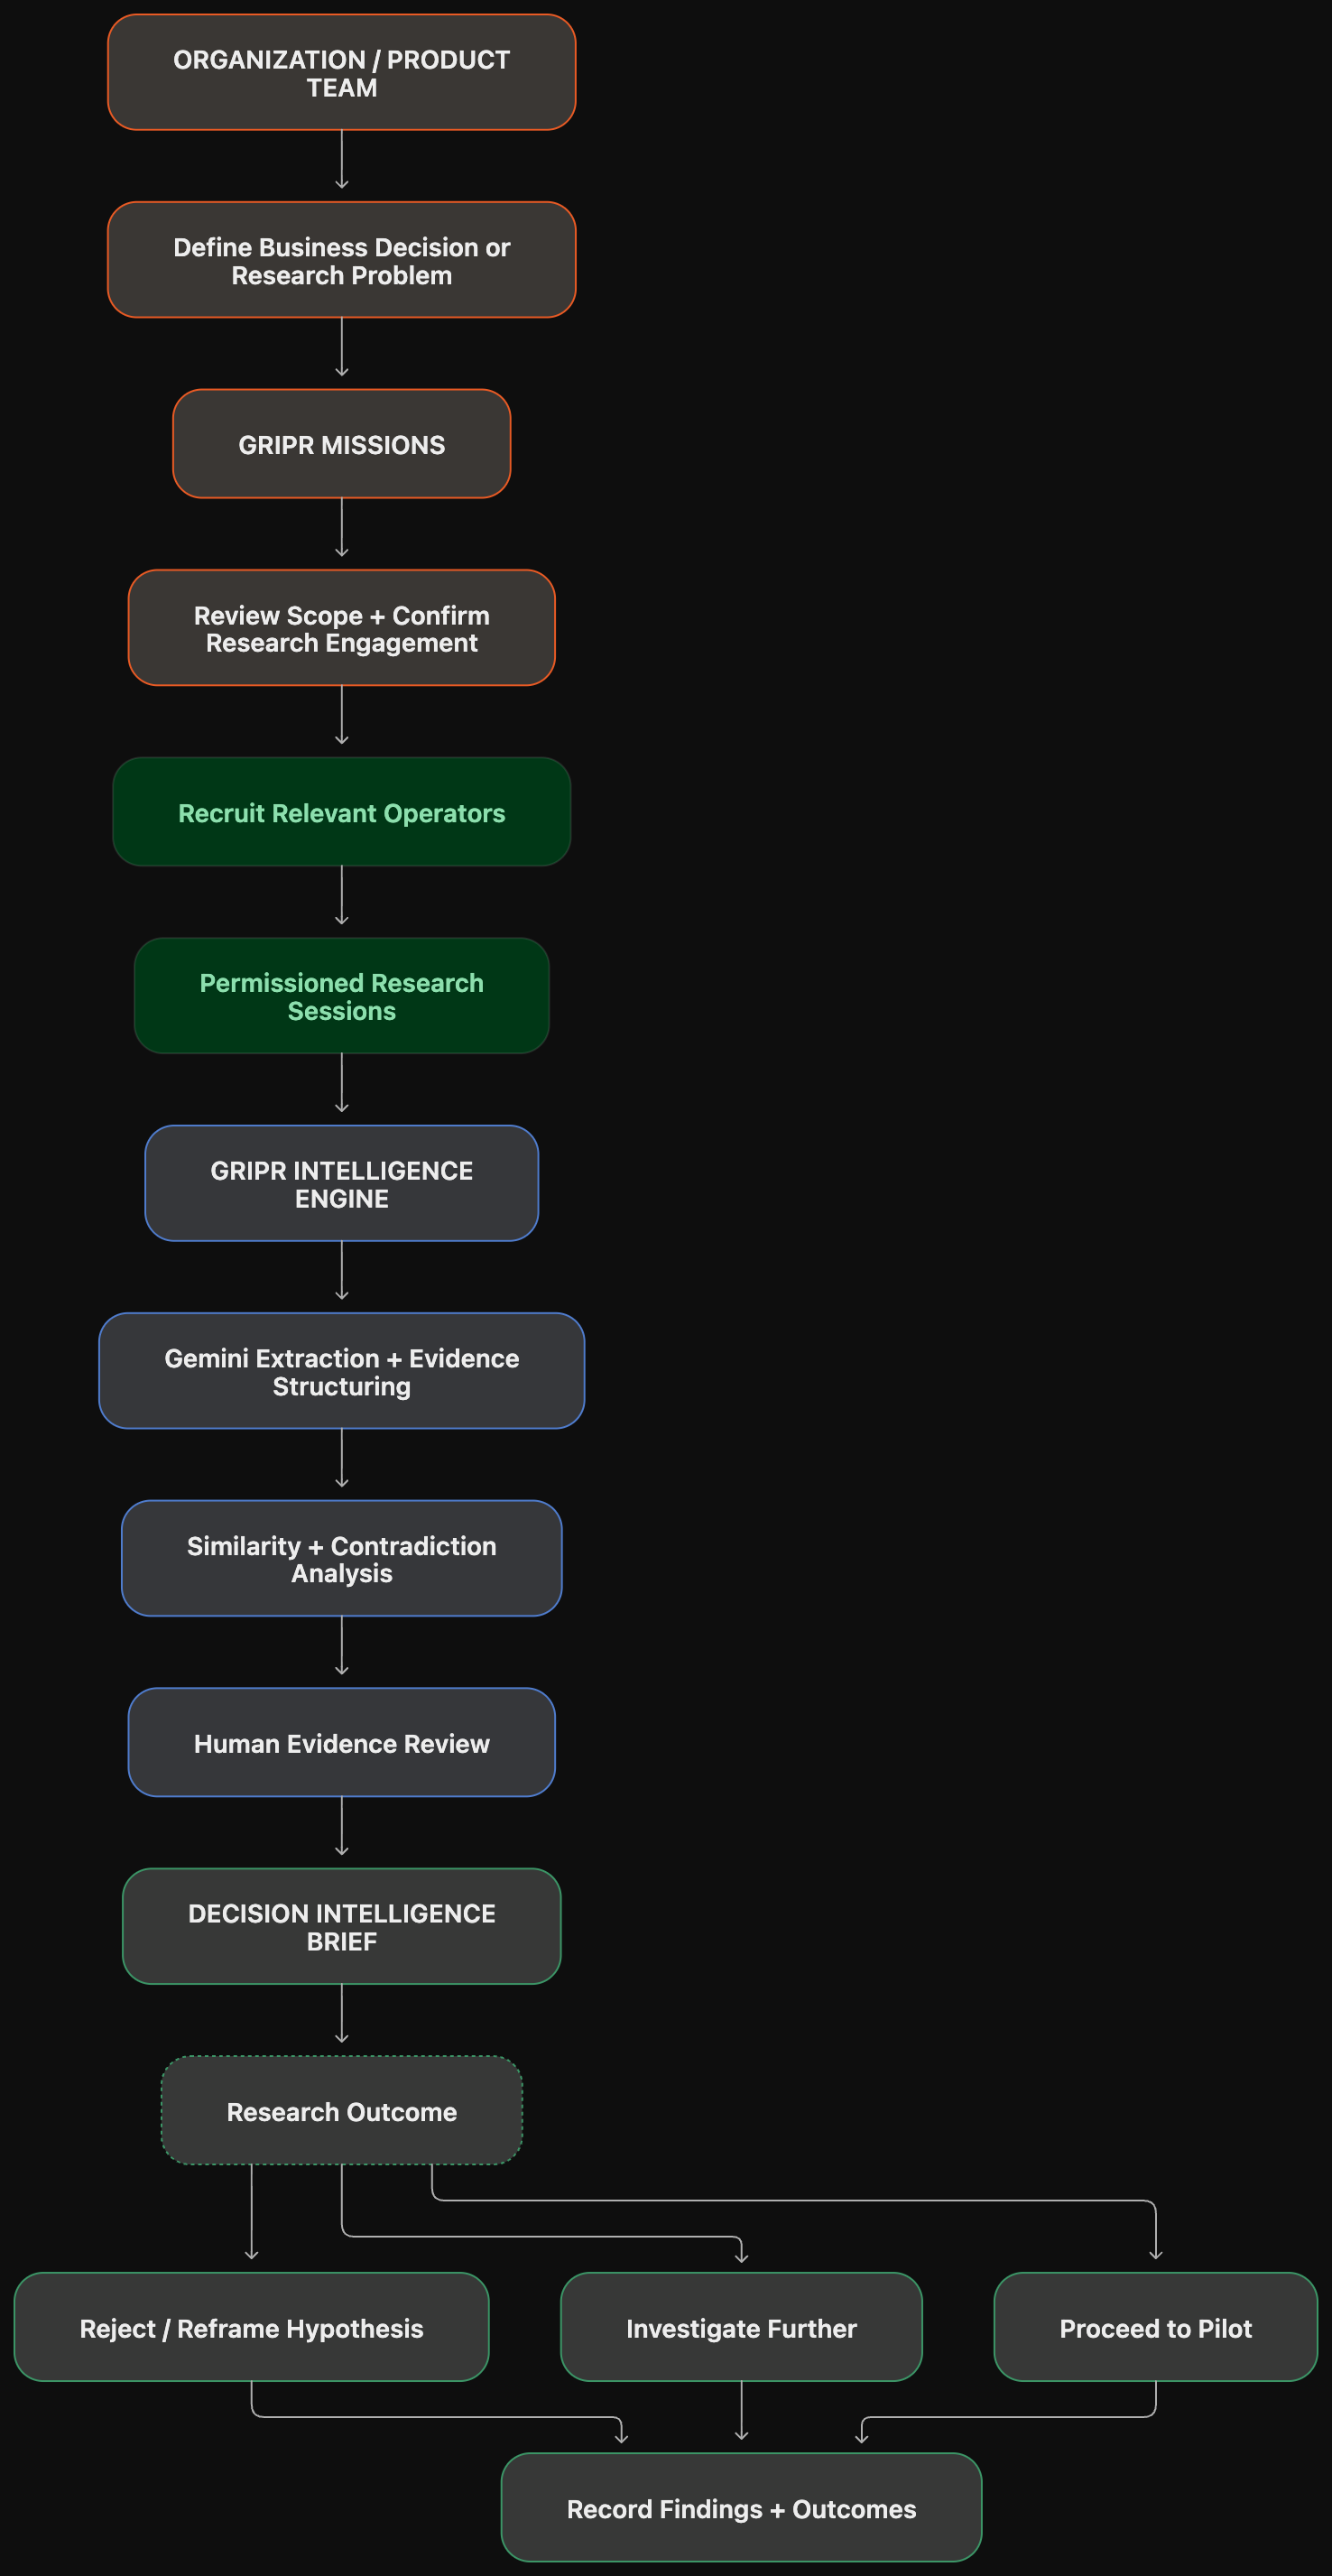 ORGANIZATION / PRODUCT
TEAM
Define Business Decision or
Research Problem
GRIPR MISSIONS
Review Scope + Confirm
Research Engagement
Recruit Relevant Operators
Permissioned Research
Sessions
GRIPR INTELLIGENCE
ENGINE
Gemini Extraction + Evidence
Structuring
Similarity + Contradiction
Analysis
Human Evidence Review
DECISION INTELLIGENCE
BRIEF
Research Outcome
Reject / Reframe Hypothesis
Investigate Further
Proceed to Pilot
Record Findings + Outcomes